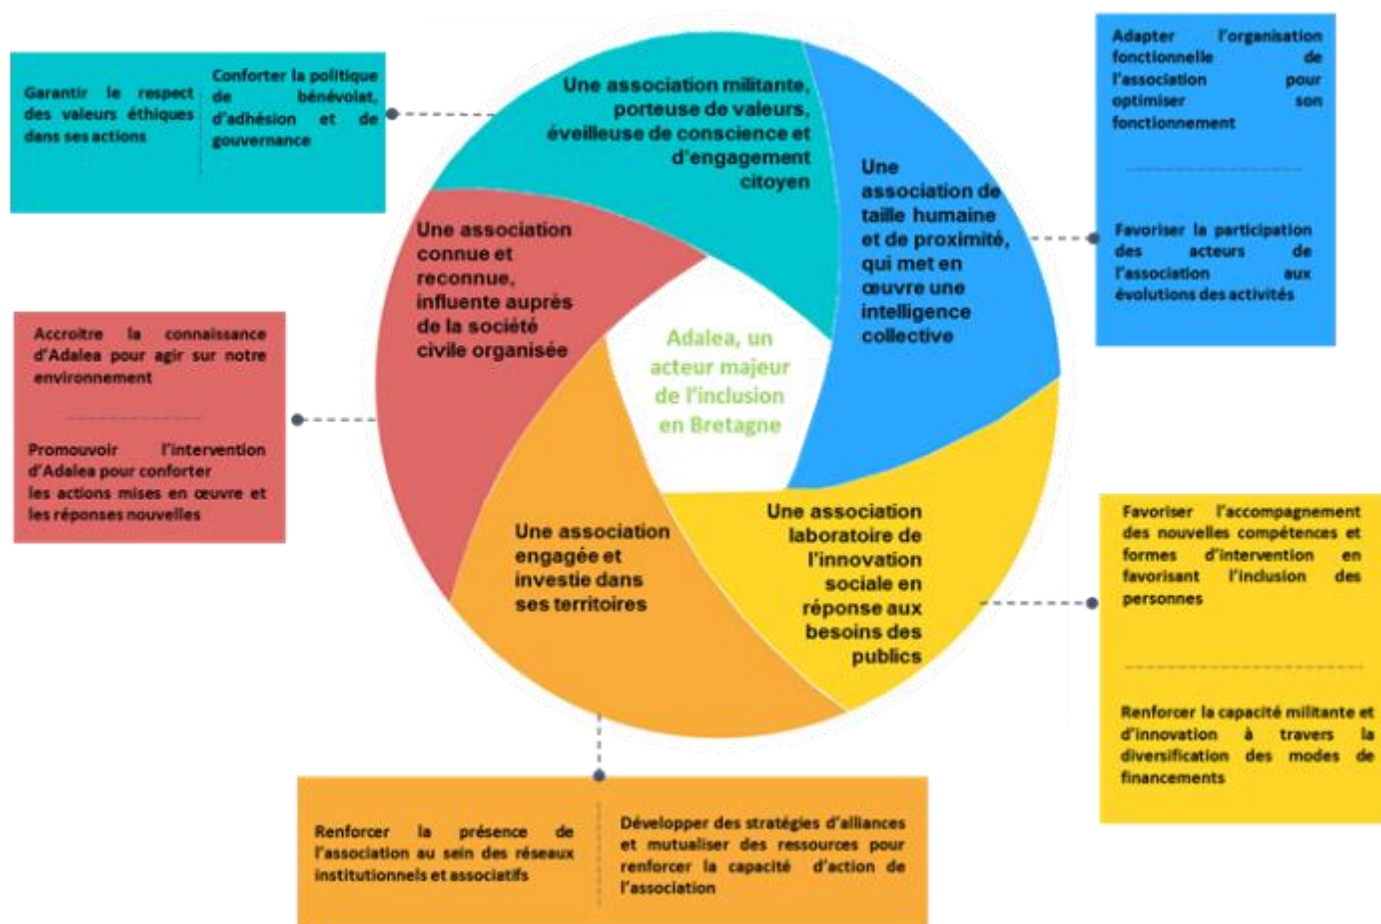 Garantir le respect
des valeurs éthiques
dans ses actions
Conforter la politique
de bénévolat,
d'adhésion et de
gouvernance
Une association militante,
porteuse de valeurs,
éveilleuse de conscience et
d'engagement
citoyen
Adapter l'organisation
fonctionnelle de
l'association pour
optimiser son
fonctionnement
Favoriser la participation
des acteurs de
l'association aux
évolutions des activités
Une
association de
taille humaine
et de proximité,
qui met en
œuvre une
intelligence
collective
Une association
connue et
reconnue,
influente auprès
de la société
civile organisée
Accroitre la connaissance
d'Adalea pour agir sur notre
environnement
Promouvoir l'intervention
d'Adalea pour conforter
les actions mises en œuvre et
les réponses nouvelles
Adalea, un
acteur majeur
de l'inclusion
en Bretagne
Une association
engagée et
investie dans
ses territoires
Une association
laboratoire de
l'innovation
sociale en
réponse aux
besoins des
publics
Favoriser l'accompagnement
des nouvelles compétences et
formes d'intervention en
favorisant l'inclusion des
personnes
Renforcer la capacité militante et
d'innovation à travers la
diversification des modes de
financements
Renforcer la présence de
l'association au sein des réseaux
institutionnels et associatifs
Développer des stratégies d'alliances
et mutualiser des ressources pour
renforcer la capacité d'action de
l'association